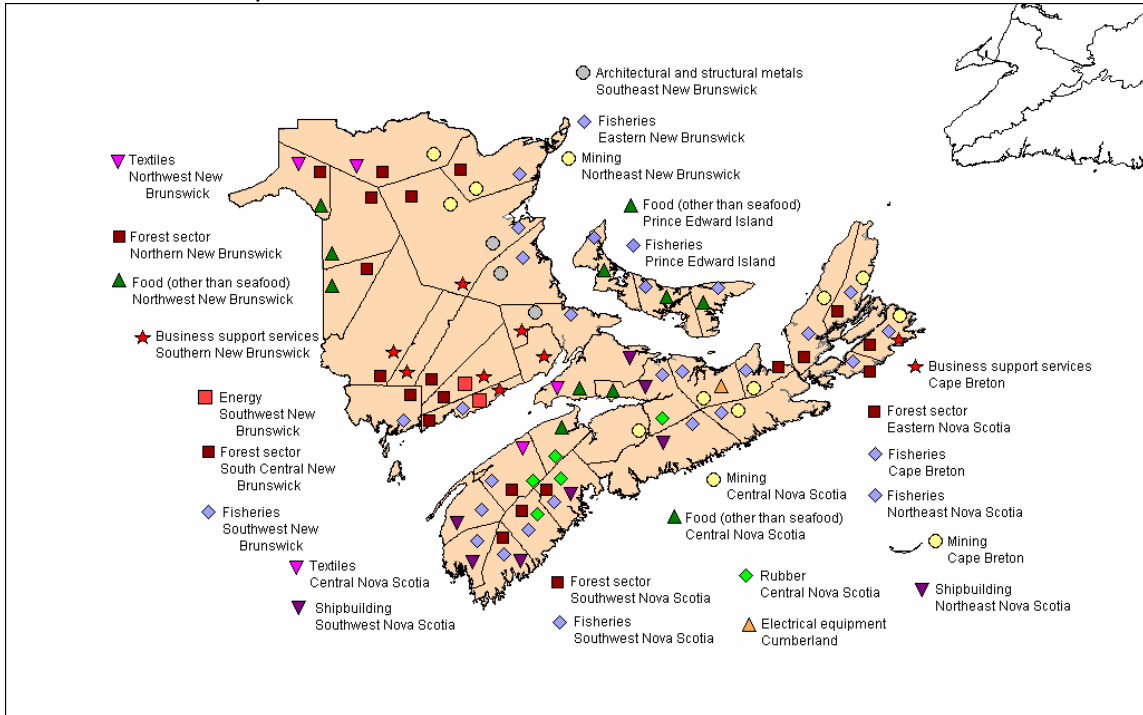 Architectural and structural metals
Southeast New Brunswick
Fisheries
Eastern New Brunswick
Mining
Northeast New Brunswick
Textiles
Northwest New
Brunswick
Food (other than seafood)
Prince Edward Island
Forest sector
Northern New Brunswick
Fisheries
Prince Edward Island
Food (other than seafood)
Northwest New Brunswick
Business support services
Southern New Brunswick
Business support services
Cape Breton
Energy
Southwest New
Brunswick
Forest sector
Eastern Nova Scotia
Forest sector
South Central New
Brunswick
Fisheries
Cape Breton
Mining
Central Nova Scotia
Fisheries
Northeast Nova Scotia
Fisheries
Southwest New
Brunswick
Food (other than seafood)
Central Nova Scotia
Mining
Cape Breton
Textiles
Central Nova Scotia
Forest sector
Southwest Nova Scotia
Rubber
Central Nova Scotia
Shipbuilding
Northeast Nova Scotia
Shipbuilding
Southwest Nova Scotia
Fisheries
Southwest Nova Scotia
Electrical equipment
Cumberland